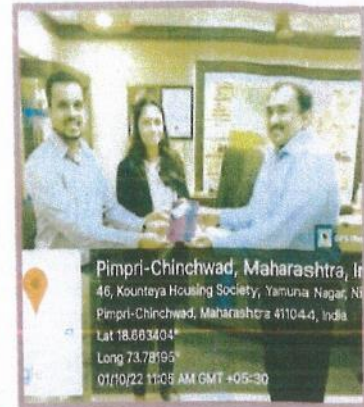 Pimpri-Chinchwad, Maharashtra, In
46, Kounteya Housing Society, Yamuna Nagar, Ni
Pimpri-Chinchwad, Maharashtra 411044, India
Lat 18.663404°
Long 73.78195°
01/10/22 11:05 AM GMT +05:30